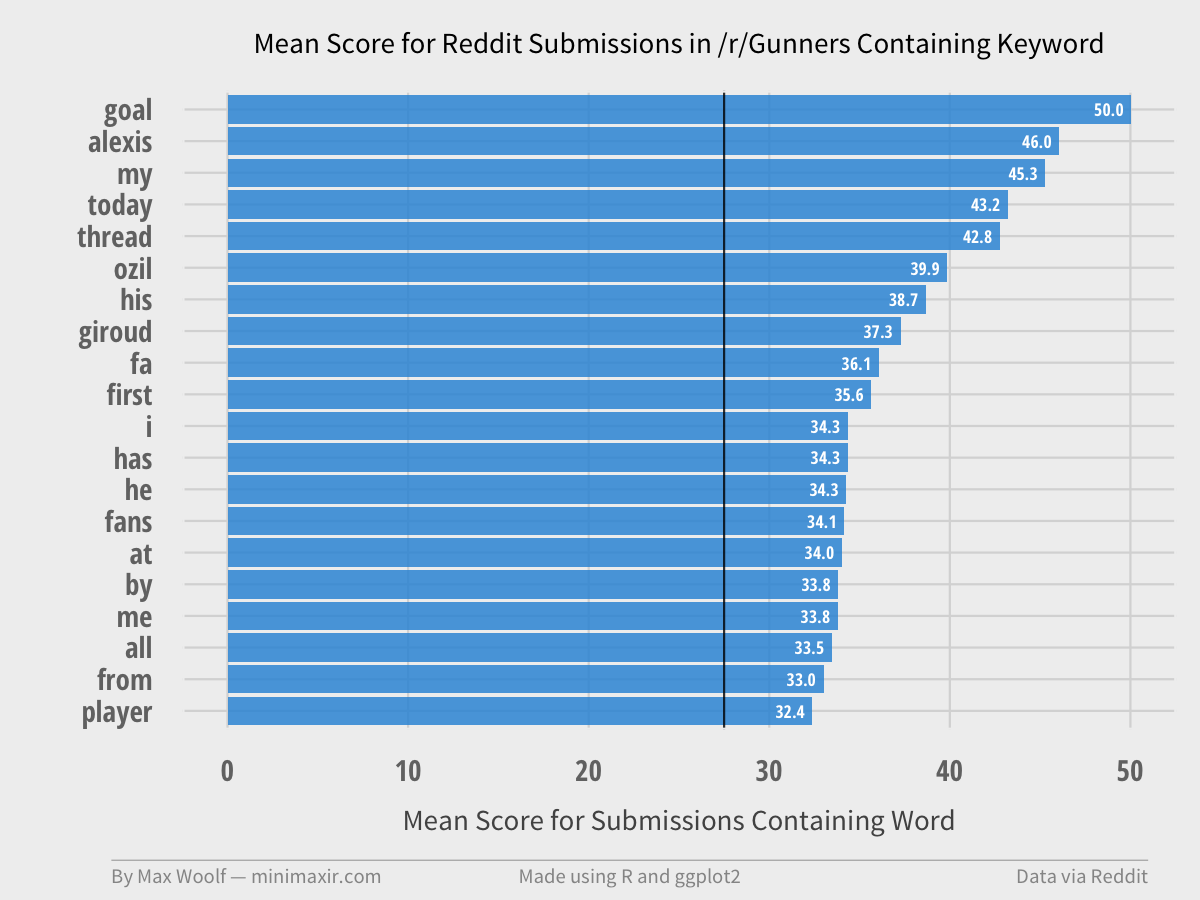 Mean Score for Reddit Submissions in /r/Gunners Containing Keyword
goal 50.0
alexis 46.0
my 45.3
today 43.2
thread 42.8
ozil 39.9
his 38.7
giroud 37.3
fa 36.1
first 35.6
i 34.3
has 34.3
he 34.3
fans 34.1
at 34.0
by 33.8
me 33.8
all 33.5
from 33.0
player 32.4
0 10 20 30 40 50
Mean Score for Submissions Containing Word
By Max Woolf — minimaxir.com Made using R and ggplot2 Data via Reddit